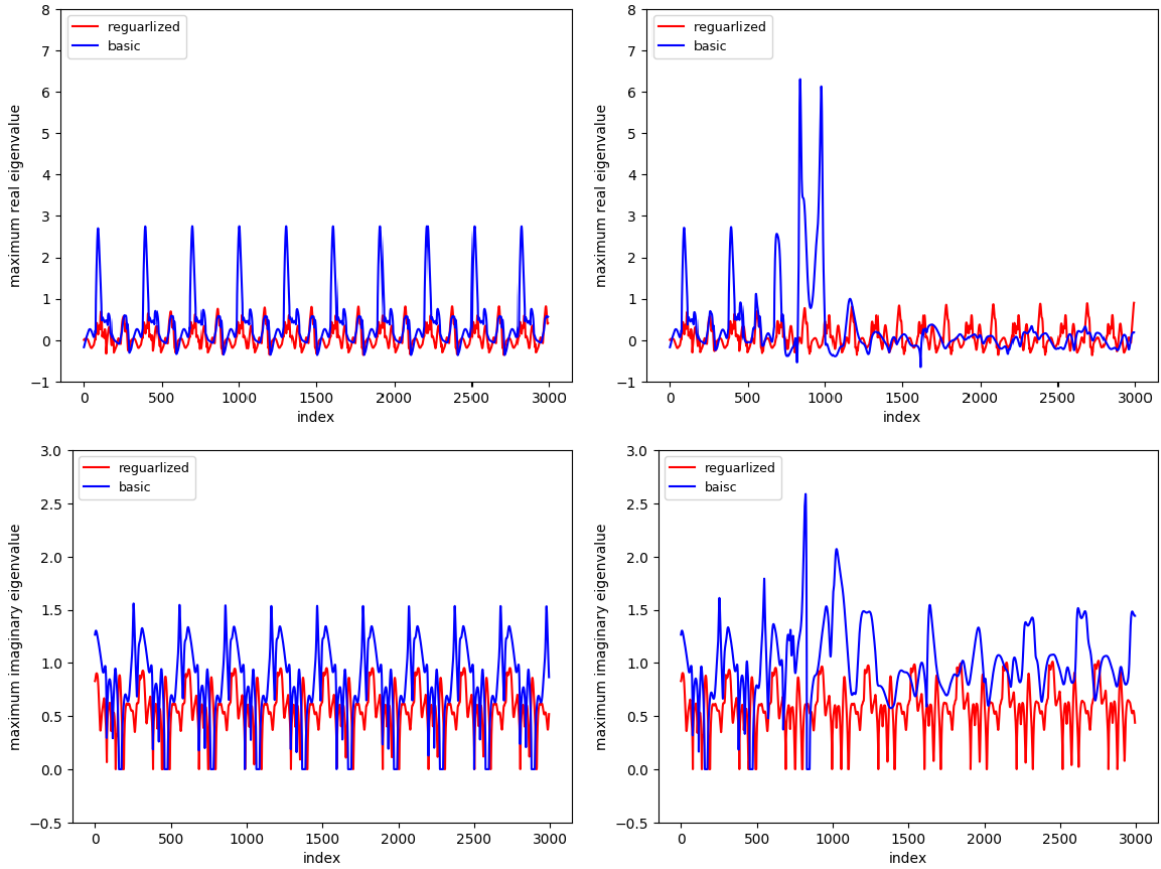 8
7
6
5
4
3
2
1
0
−1
maximum real eigenvalue
reguarlized
basic
0 500 1000 1500 2000 2500 3000
index
8
7
6
5
4
3
2
1
0
−1
maximum real eigenvalue
reguarlized
basic
0 500 1000 1500 2000 2500 3000
index
3.0
2.5
2.0
1.5
1.0
0.5
0.0
−0.5
maximum imaginary eigenvalue
reguarlized
basic
0 500 1000 1500 2000 2500 3000
index
3.0
2.5
2.0
1.5
1.0
0.5
0.0
−0.5
maximum imaginary eigenvalue
reguarlized
baisc
0 500 1000 1500 2000 2500 3000
index